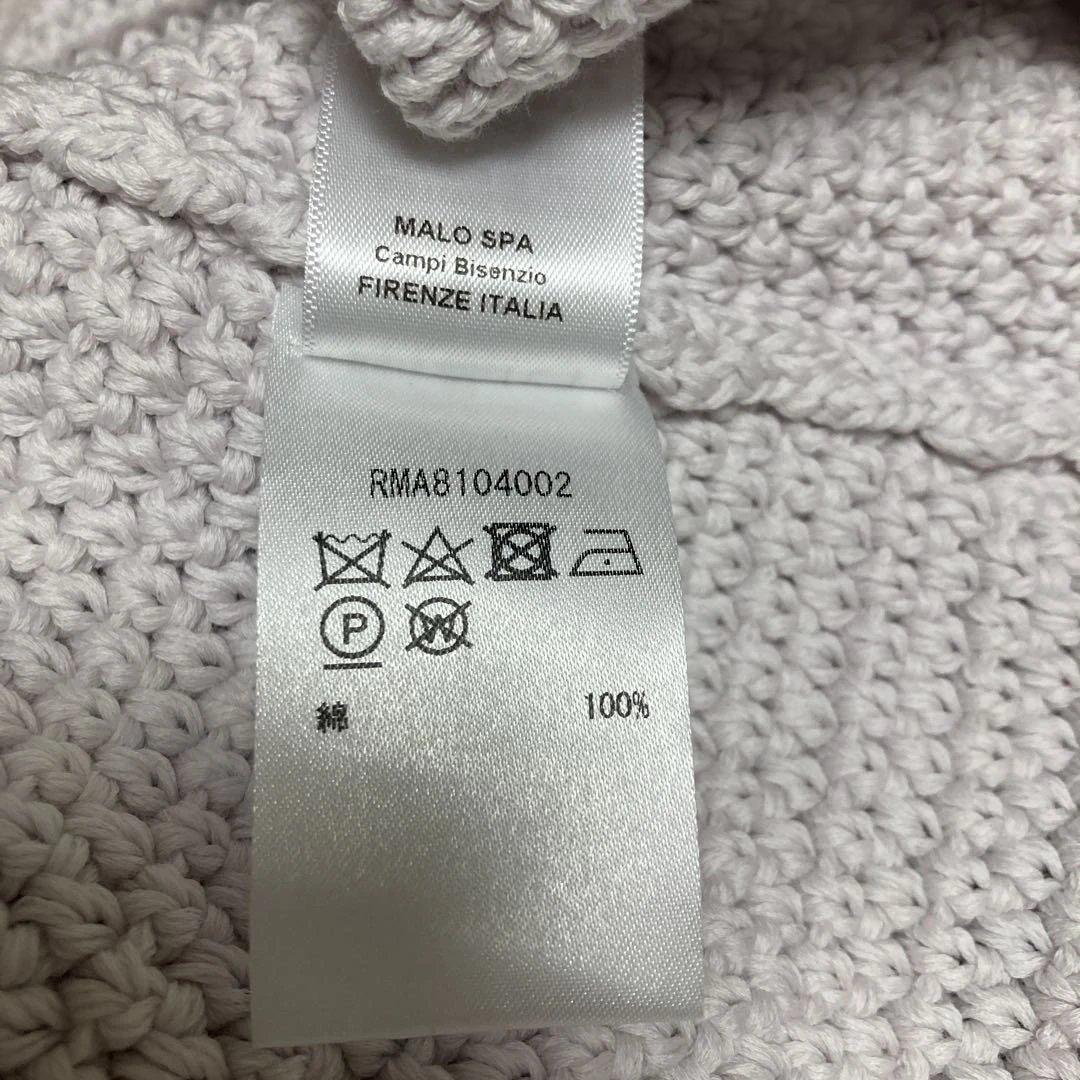 MALO SPA
Campi Bisenzio
FIRENZE ITALIA
RMA8104002
P
W
綿 100%